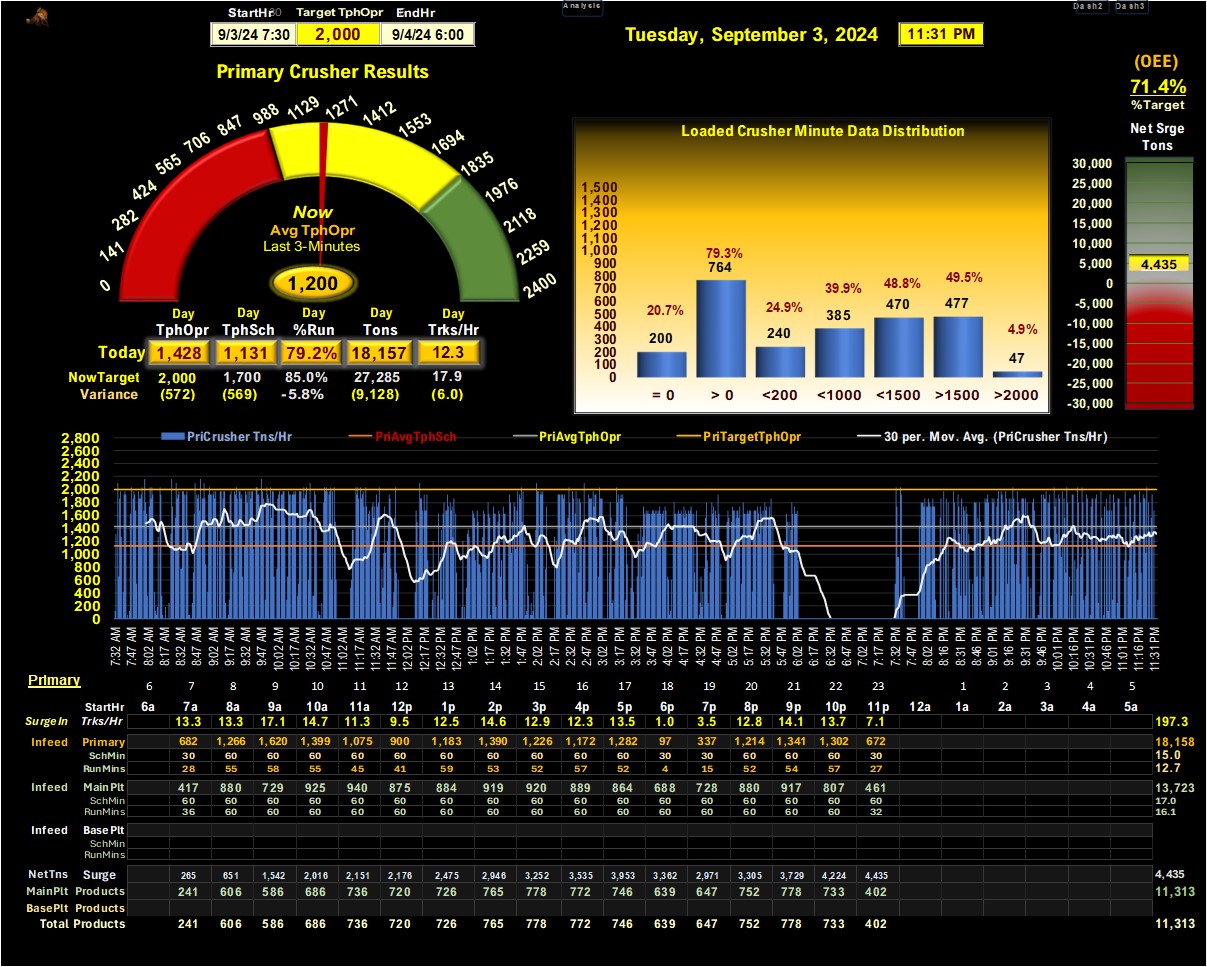 Analysis
Dash2 Dash3
StartHr Target TphOpr EndHr
9/3/24 7:30 2,000 9/4/24 6:00
Tuesday, September 3, 2024 11:31 PM
(OEE)
71.4%
%Target
Primary Crusher Results
0 141 282 424 565 706 847 988 1129 1271 1412 1553 1694 1835 1976 2118 2259 2400
Now
Avg TphOpr
Last 3-Minutes
1,200
Day Day Day Day Day
TphOpr TphSch %Run Tons Trks/Hr
Today 1,428 1,131 79.2% 18,157 12.3
NowTarget 2,000 1,700 85.0% 27,285 17.9
Variance (572) (569) -5.8% (9,128) (6.0)
Loaded Crusher Minute Data Distribution
1,500
1,400
1,300
1,200
1,100
1,000
900
800
700
600
500
400
300
200
100
0
20.7% 79.3% 24.9% 39.9% 48.8% 49.5% 4.9%
200 764 240 385 470 477 47
= 0 > 0 <200 <1000 <1500 >1500 >2000
Net Srge
Tons
30,000
25,000
20,000
15,000
10,000
5,000
0
-5,000
-10,000
-15,000
-20,000
-25,000
-30,000
4,435
PriCrusher Tns/Hr PriAvgTphSch PriAvgTphOpr PriTargetTphOpr 30 per. Mov. Avg. (PriCrusher Tns/Hr)
2,800
2,600
2,400
2,200
2,000
1,800
1,600
1,400
1,200
1,000
800
600
400
200
0
7:32 AM 7:47 AM 8:02 AM 8:17 AM 8:32 AM 8:47 AM 9:02 AM 9:17 AM 9:32 AM 9:47 AM 10:02 AM 10:17 AM 10:32 AM 10:47 AM 11:02 AM 11:17 AM 11:32 AM 11:47 AM 12:02 PM 12:17 PM 12:32 PM 12:47 PM 1:02 PM 1:17 PM 1:32 PM 1:47 PM 2:02 PM 2:17 PM 2:32 PM 2:47 PM 3:02 PM 3:17 PM 3:32 PM 3:47 PM 4:02 PM 4:17 PM 4:32 PM 4:47 PM 5:02 PM 5:17 PM 5:32 PM 5:47 PM 6:02 PM 6:17 PM 6:32 PM 7:02 PM 7:17 PM 7:32 PM 7:42 PM 8:02 PM 8:16 PM 8:31 PM 8:46 PM 9:01 PM 9:16 PM 9:31 PM 9:46 PM 10:01 PM 10:16 PM 10:31 PM 10:46 PM 11:01 PM 11:16 PM 11:31 PM
Primary
6 7 8 9 10 11 12 13 14 15 16 17 18 19 20 21 22 23 1 2 3 4 5
StartHr 6a 7a 8a 9a 10a 11a 12p 1p 2p 3p 4p 5p 6p 7p 8p 9p 10p 11p 12a 1a 2a 3a 4a 5a
SurgeIn Trks/Hr 13.3 13.3 17.1 14.7 11.3 9.5 12.5 14.6 12.9 12.3 13.5 1.0 3.5 12.8 14.1 13.7 7.1 197.3
Infeed Primary 682 1,266 1,620 1,399 1,075 900 1,183 1,390 1,226 1,172 1,282 97 337 1,214 1,341 1,302 672 18,158
SchMin 30 60 60 60 60 60 60 60 60 60 60 30 30 60 60 60 30 15.0
RunMins 28 55 58 55 45 41 59 53 52 57 52 4 15 52 54 57 27 12.7
Infeed MainPlt 417 880 729 925 940 875 884 919 920 889 864 688 728 880 917 807 461 13,723
SchMin 60 60 60 60 60 60 60 60 60 60 60 60 60 60 60 60 60 17.0
RunMins 36 60 60 60 60 60 60 60 60 60 60 60 60 60 60 60 32 16.1
Infeed Base Plt
SchMin
RunMins
NetTns Surge 265 651 1,542 2,016 2,151 2,176 2,475 2,946 3,252 3,535 3,953 3,362 2,971 3,305 3,729 4,224 4,435 4,435
MainPlt Products 241 606 586 686 736 720 726 765 778 772 746 639 647 752 778 733 402 11,313
BasePlt Products
Total Products 241 606 586 686 736 720 726 765 778 772 746 639 647 752 778 733 402 11,313